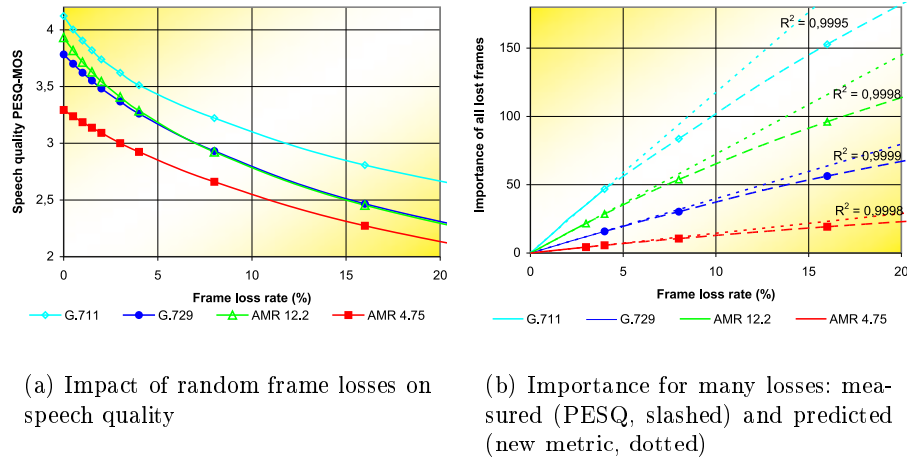 Speech quality PESQ-MOS
4
3,5
3
2,5
2
0
5
10
15
20
Frame loss rate (%)
G.711
G.729
AMR 12.2
AMR 4.75
(a) Impact of random frame losses on
speech quality
Importance of all lost frames
150
100
50
0
0
5
10
15
20
R² = 0,9995
R² = 0,9998
R² = 0,9999
R² = 0,9998
Frame loss rate (%)
G.711
G.729
AMR 12.2
AMR 4.75
(b) Importance for many losses: mea-
sured (PESQ, slashed) and predicted
(new metric, dotted)